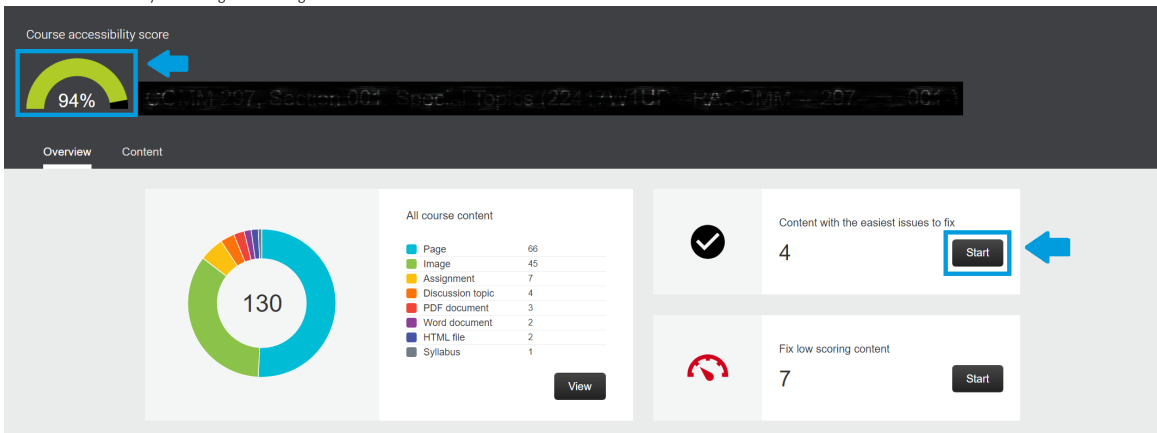 Course accessibility score
94%
Overview Content
130
All course content
Page 66
Image 45
Assignment 7
Discussion topic 4
PDF document 3
Word document 2
HTML file 2
Syllabus 1
View
Content with the easiest issues to fix
4
Start
Fix low scoring content
7
Start